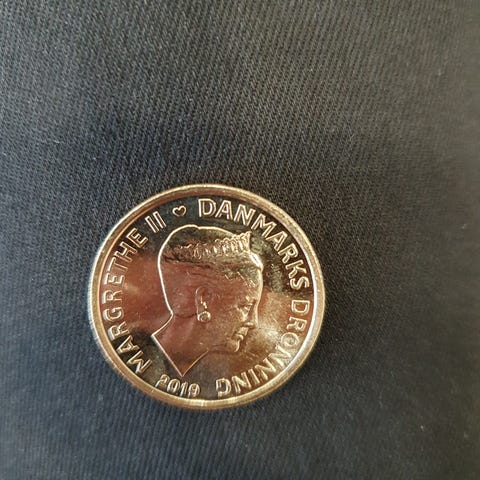 MARGRETHE II ♥ DANMARKS DRONNING
2019